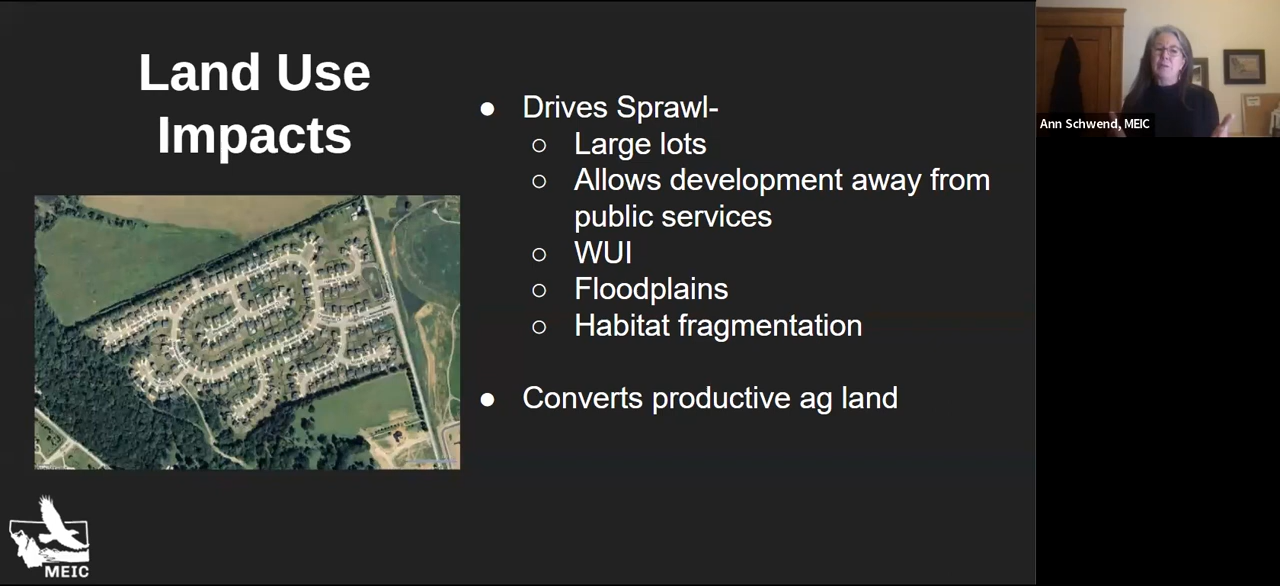 Land Use
Impacts
● Drives Sprawl-
○ Large lots
○ Allows development away from
public services
○ WUI
○ Floodplains
○ Habitat fragmentation
● Converts productive ag land
MEIC
Ann Schwend, MEIC